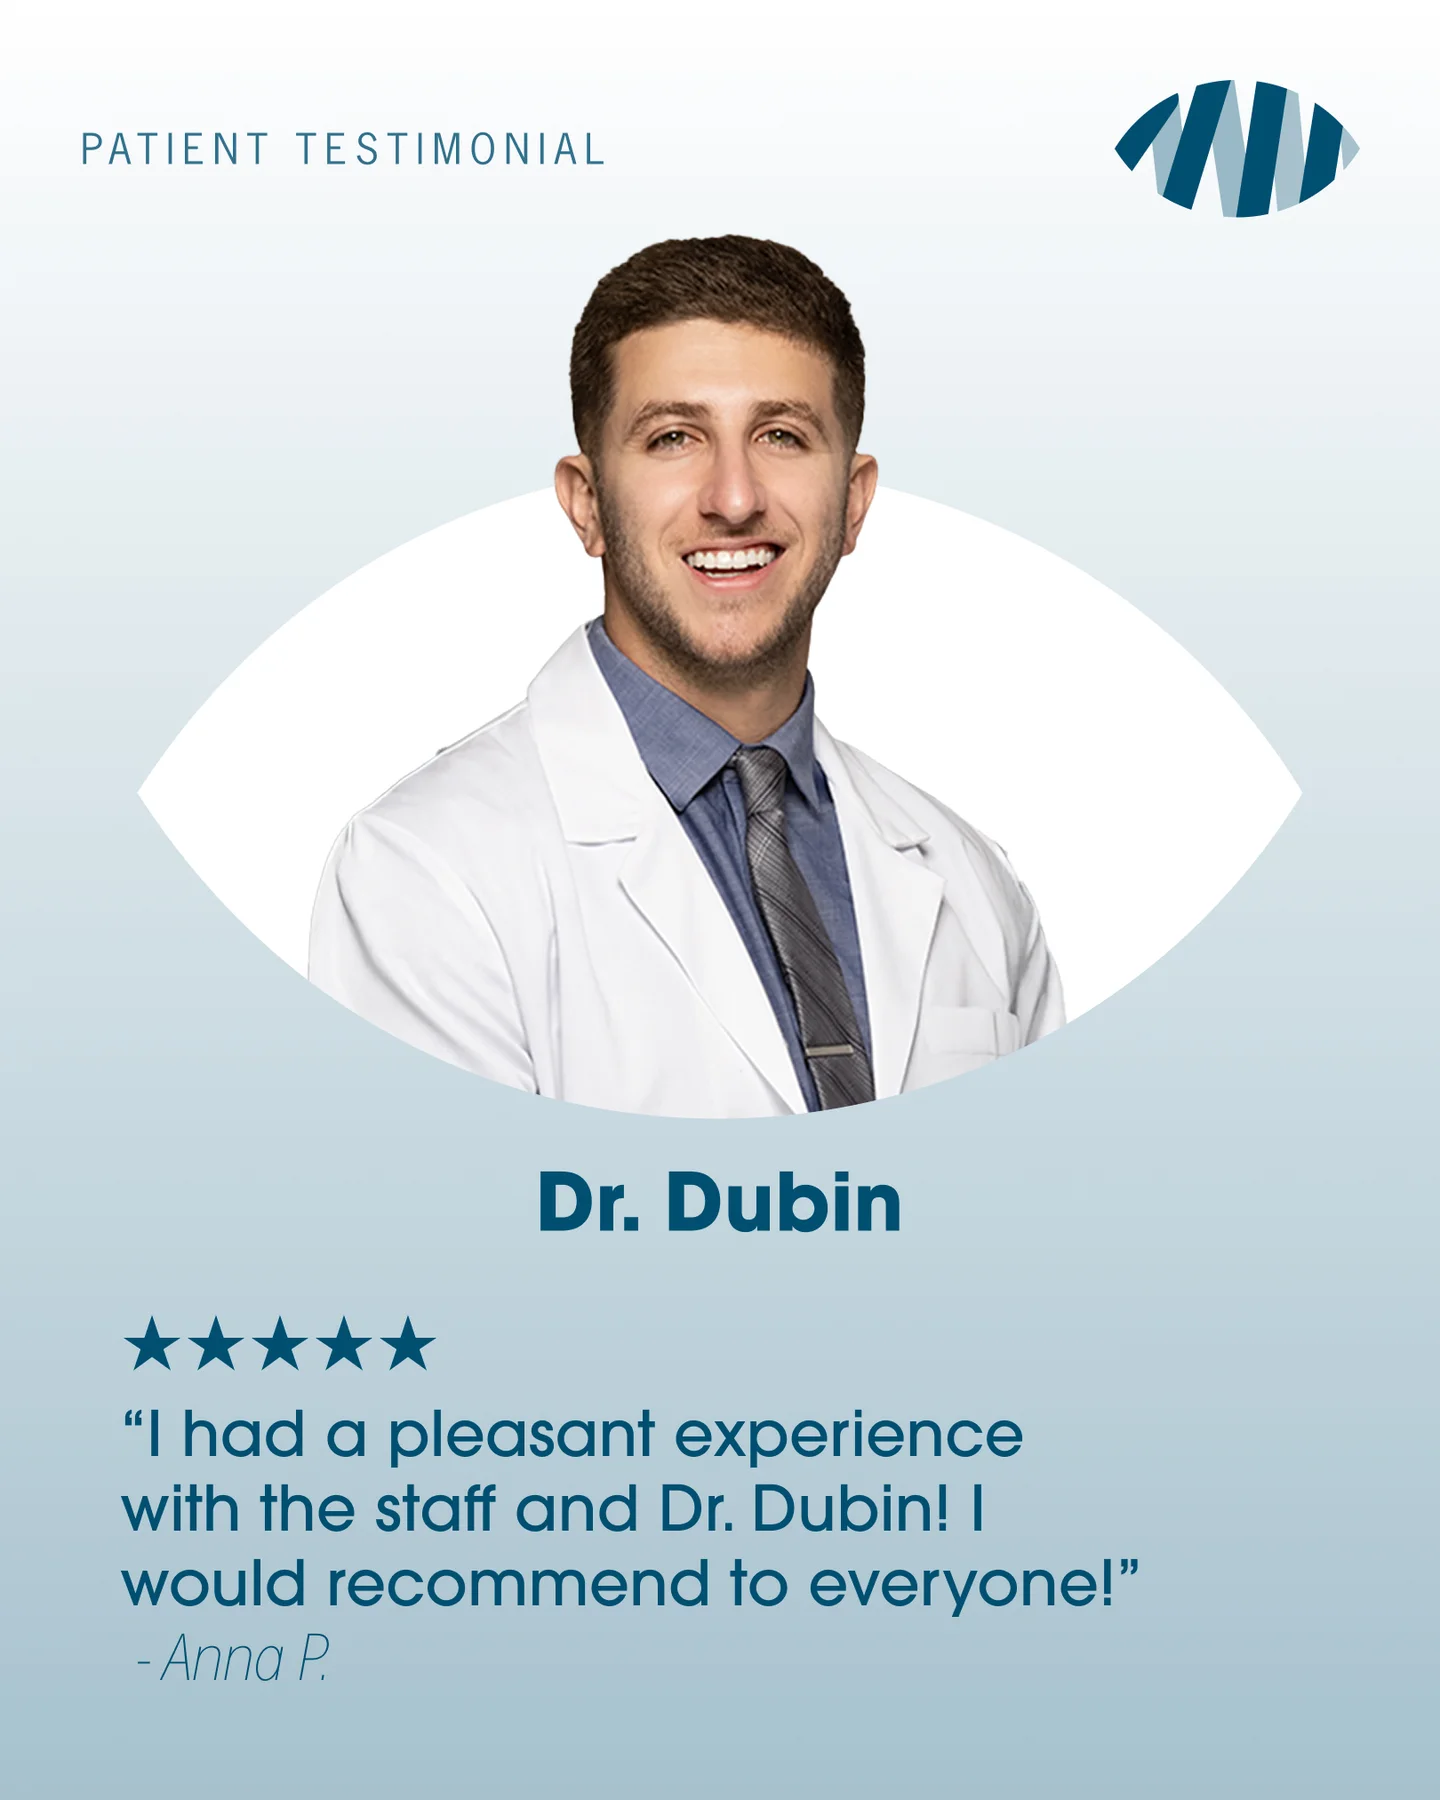 PATIENT TESTIMONIAL
Dr. Dubin
★★★★★
“I had a pleasant experience
with the staff and Dr. Dubin! I
would recommend to everyone!”
- Anna P.